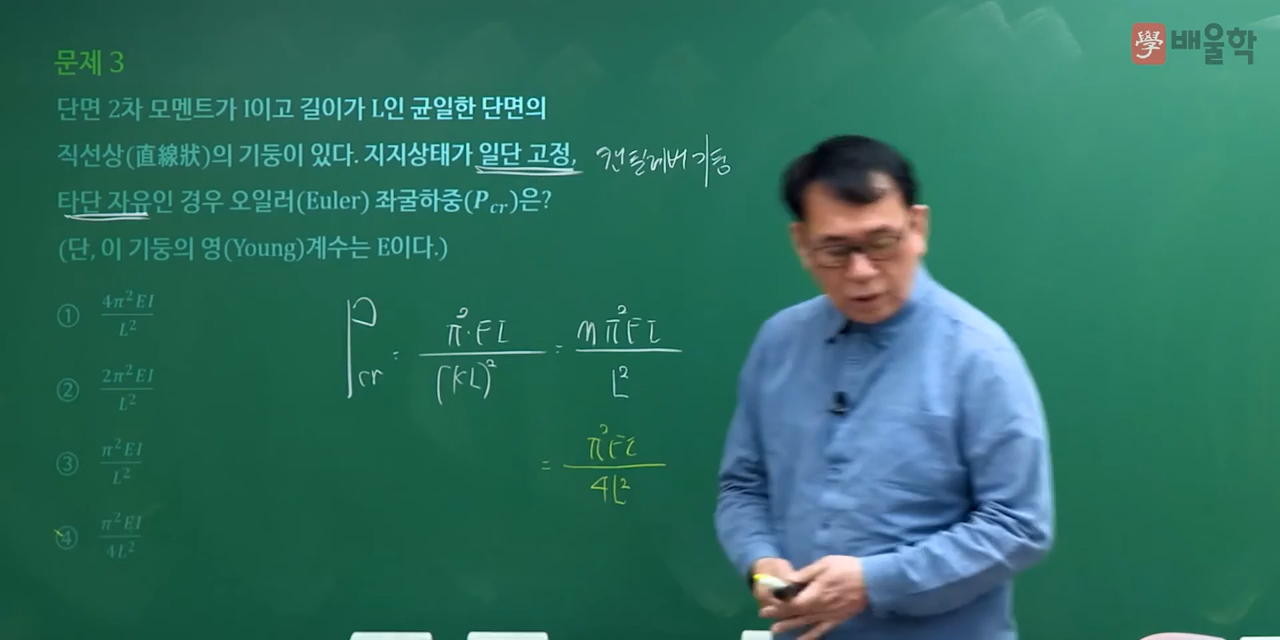 學 배울학
문제 3
단면 2차 모멘트가 I이고 길이가 L인 균일한 단면의
직선상(直線狀)의 기둥이 있다. 지지상태가 일단 고정, 캔틸레버 기둥
타단 자유인 경우 오일러(Euler) 좌굴하중(P_cr)은?
(단, 이 기둥의 영(Young)계수는 E이다.)
① 4π²EI/L²
② 2π²EI/L²
③ π²EI/L²
④ π²EI/4L²
P_cr = π²·EI/(KL)² = nπ²EI/L²
= π²EI/4L²